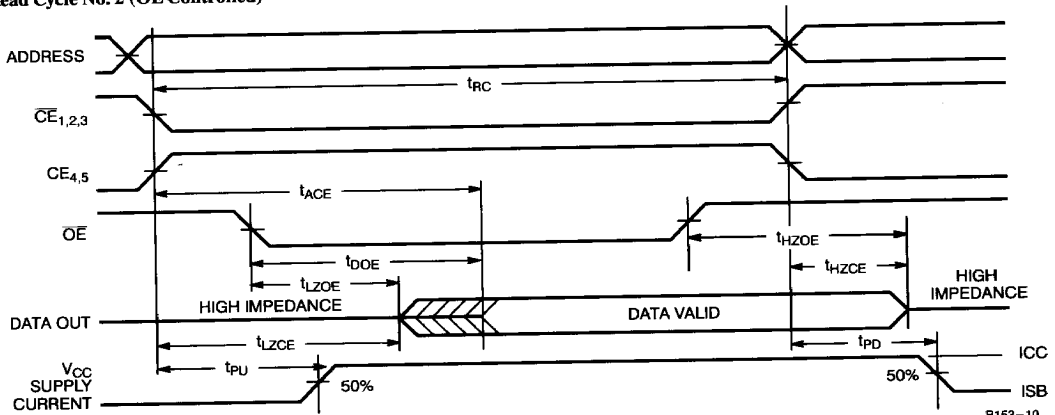 Read Cycle No. 2 (OE Controlled)
ADDRESS
tRC
CE1,2,3
CE4,5
tACE
OE
tHZOE
tDOE
tHZCE
tLZOE
HIGH IMPEDANCE
HIGH
IMPEDANCE
DATA OUT
DATA VALID
tLZCE
tPD
VCC
SUPPLY
CURRENT
tPU
50%
50%
ICC
ISB
B153-10